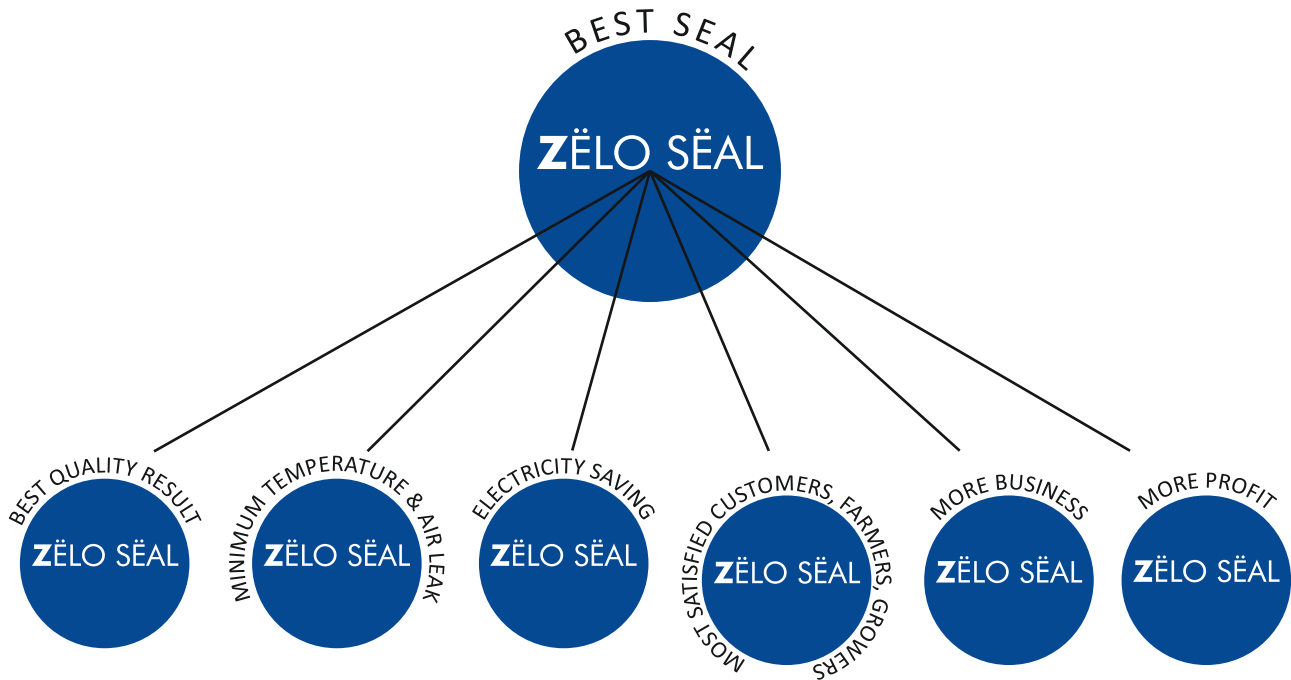 BEST SEAL
ZËLO SËAL
BEST QUALITY RESULT
ZËLO SËAL
MINIMUM TEMPERATURE & AIR LEAK
ZËLO SËAL
ELECTRICITY SAVING
ZËLO SËAL
MOST SATISFIED CUSTOMERS, FARMERS, GROWERS
ZËLO SËAL
MORE BUSINESS
ZËLO SËAL
MORE PROFIT
ZËLO SËAL